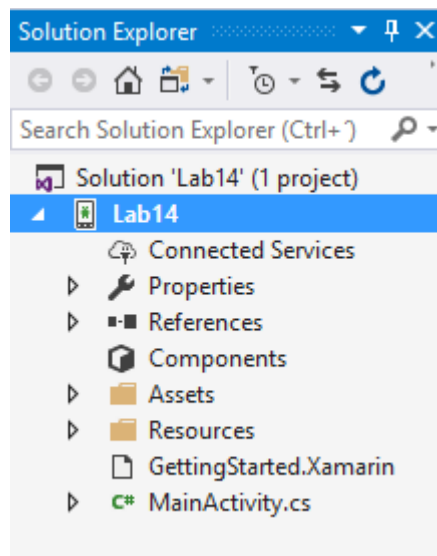 Solution Explorer
Search Solution Explorer (Ctrl+´)
Solution 'Lab14' (1 project)
Lab14
Connected Services
Properties
References
Components
Assets
Resources
GettingStarted.Xamarin
C# MainActivity.cs